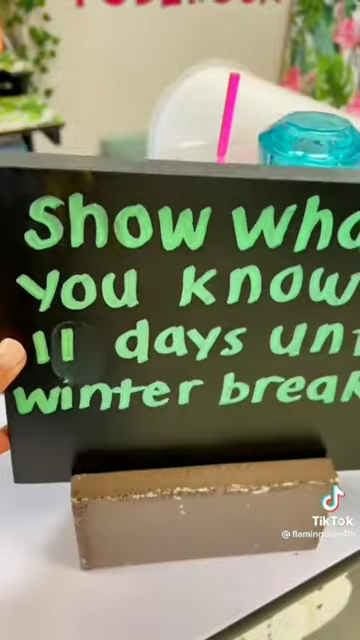 Show wha
you know
11 days unt
winter break
TikTok